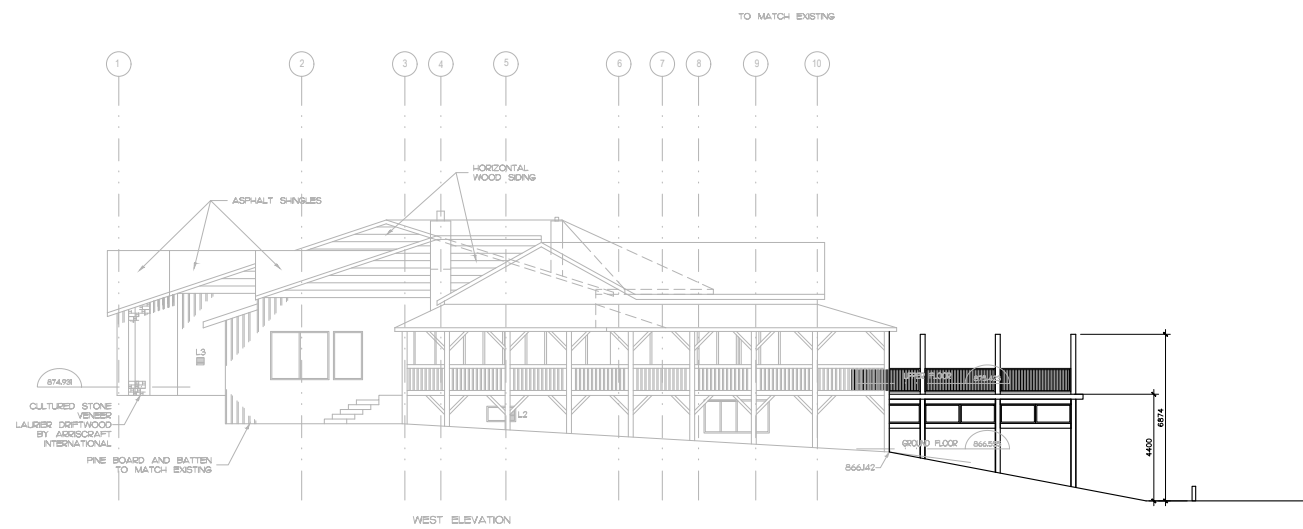 TO MATCH EXISTING
1 2 3 4 5 6 7 8 9 10
HORIZONTAL
WOOD SIDING
ASPHALT SHINGLES
L3
874.931
UPPER FLOOR
CULTURED STONE
VENEER
LAURIER DRIFTWOOD
BY ARRISCRAFT
INTERNATIONAL
L2
6874
4400
GROUND FLOOR
PINE BOARD AND BATTEN
TO MATCH EXISTING
866.142
WEST ELEVATION